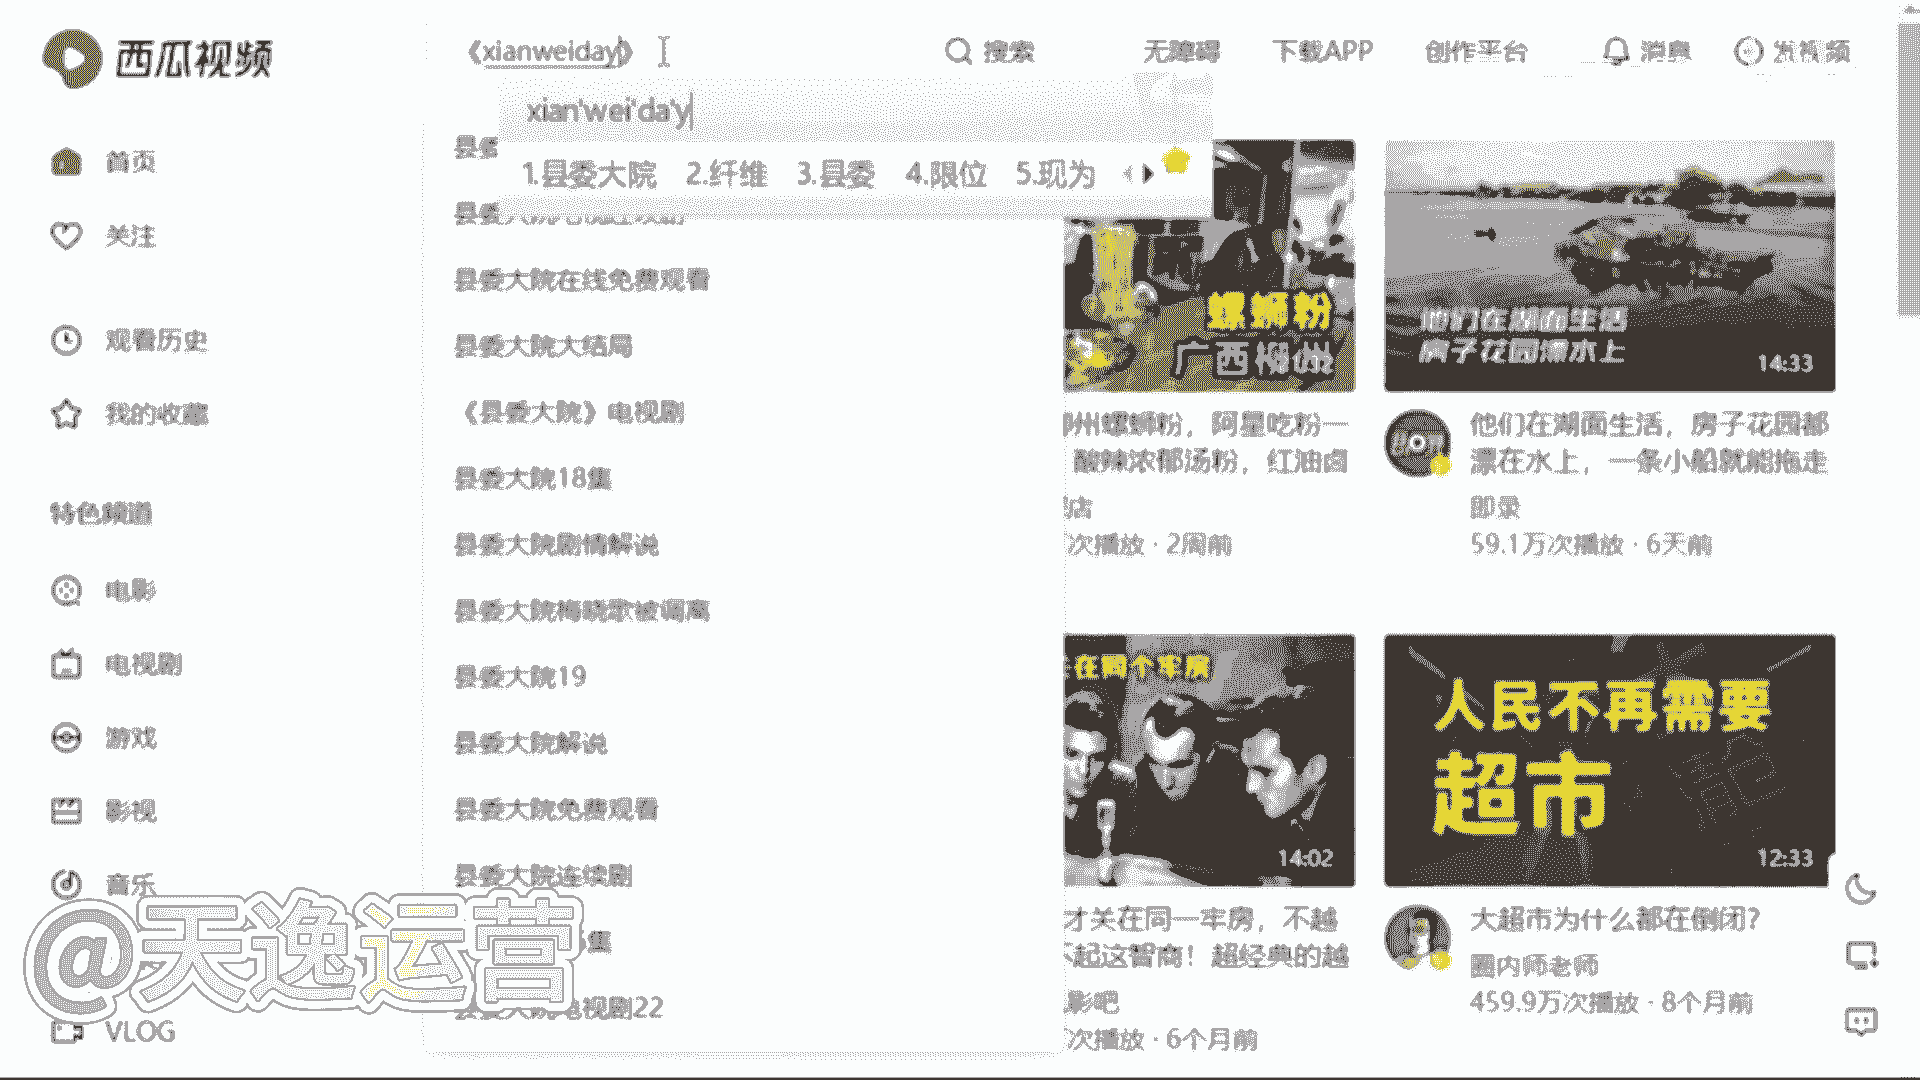 西瓜视频
《xianweiday》
搜索
无障碍
下载APP
创作平台
消息
发视频
xian'wei'da'y
1.县委大院 2.纤维 3.县委 4.限位 5.现为
首页
关注
观看历史
我的收藏
特色频道
电影
电视剧
游戏
影视
音乐
VLOG
县委
县委大院在线免费观看
县委大院大结局
《县委大院》电视剧
县委大院18集
县委大院剧情解说
县委大院梅晓歌被调离
县委大院19
县委大院解说
县委大院免费观看
县委大院连续剧
集
县委大院电视剧22
螺蛳粉
广西柳州
州螺蛳粉，阿星吃粉一
酸辣浓郁汤粉，红油卤
店
次播放 · 2周前
他们在湖面生活
房子花园漂水上
14:33
他们在湖面生活，房子花园都
漂在水上，一条小船就能拖走
即录
59.1万次播放 · 6天前
在同个牢房
14:02
才关在同一牢房，不越
不起这智商！超经典的越
影吧
次播放 · 6个月前
人民不再需要
超市
12:33
大超市为什么都在倒闭？
圈内师老师
459.9万次播放 · 8个月前
@天逸运营